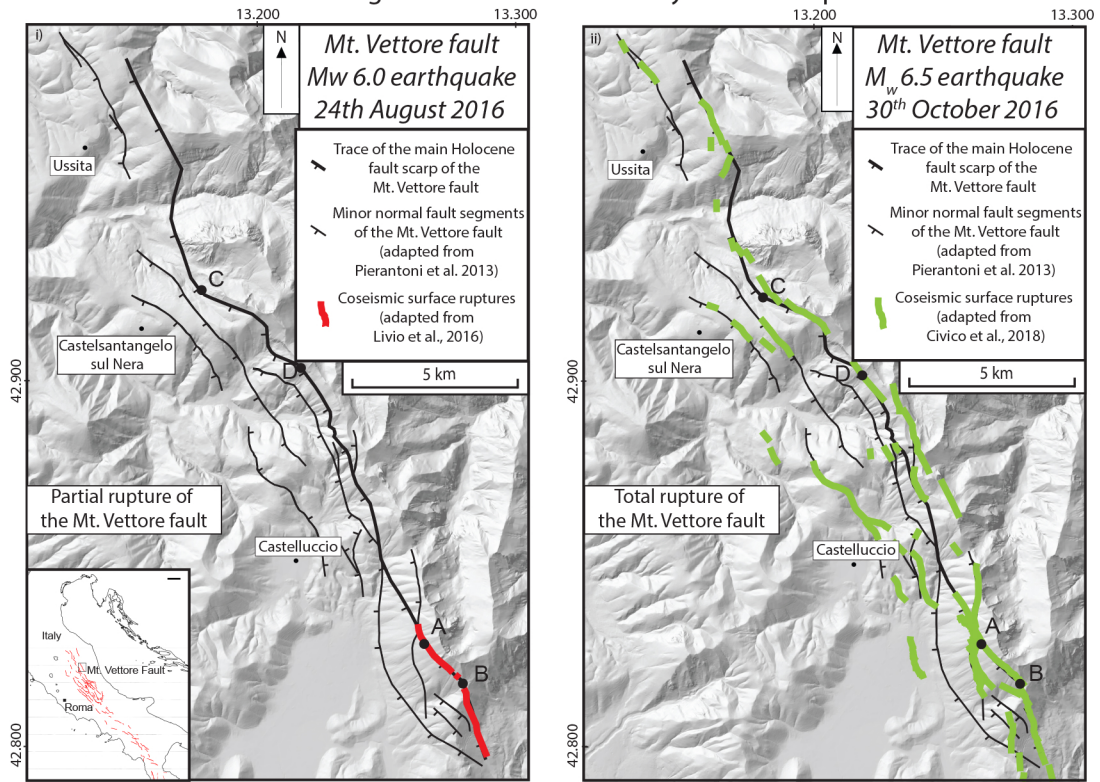 13.200
13.300
i)
N
Mt. Vettore fault
Mw 6.0 earthquake
24th August 2016
Trace of the main Holocene
fault scarp of the
Mt. Vettore fault
Minor normal fault segments
of the Mt. Vettore fault
(adapted from
Pierantoni et al. 2013)
Coseismic surface ruptures
(adapted from
Livio et al., 2016)
5 km
Ussita
C
Castelsantangelo
sul Nera
D
42.900
Partial rupture of
the Mt. Vettore fault
Castelluccio
A
B
Italy
Mt. Vettore Fault
Roma
42.800
13.200
13.300
ii)
N
Mt. Vettore fault
Mw 6.5 earthquake
30th October 2016
Trace of the main Holocene
fault scarp of the
Mt. Vettore fault
Minor normal fault segments
of the Mt. Vettore fault
(adapted from
Pierantoni et al. 2013)
Coseismic surface ruptures
(adapted from
Civico et al., 2018)
5 km
Ussita
C
Castelsantangelo
sul Nera
D
42.900
Total rupture of
the Mt. Vettore fault
Castelluccio
A
B
42.800